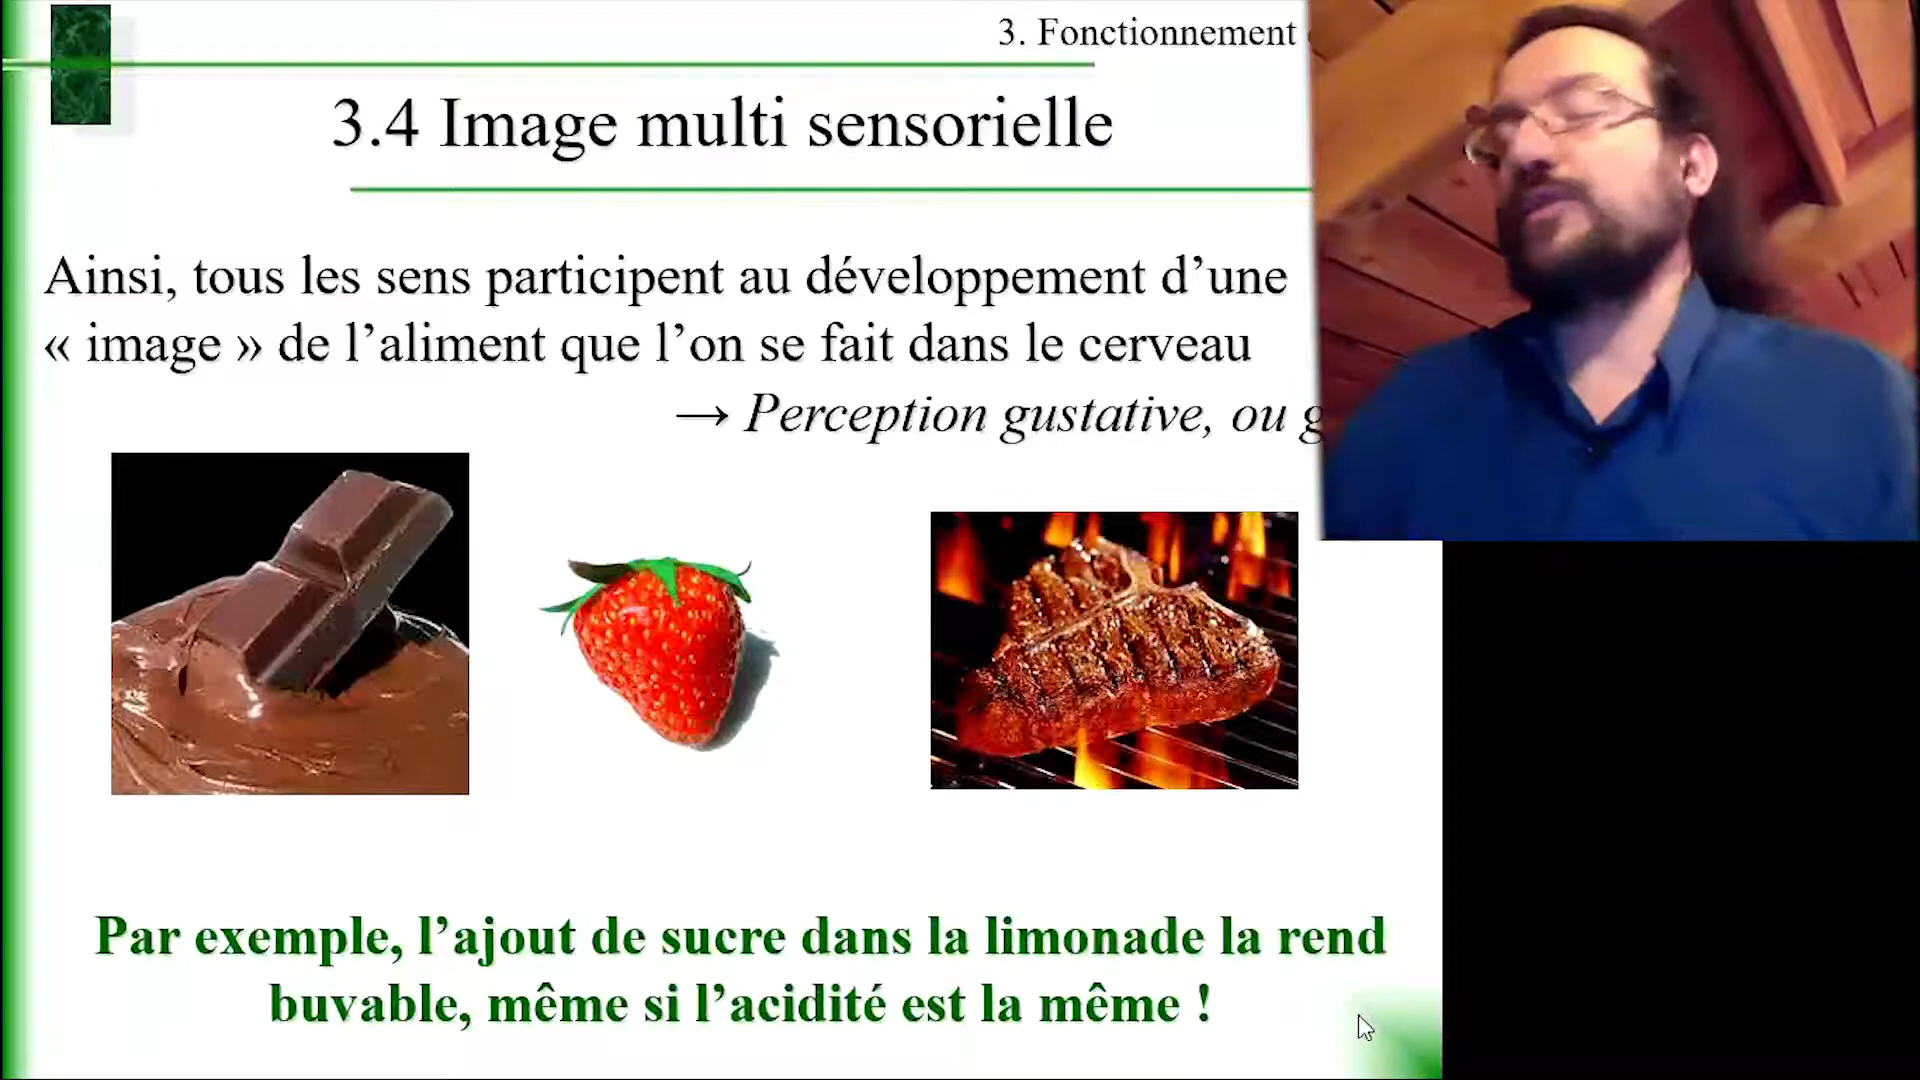 3. Fonctionnement
3.4 Image multi sensorielle
Ainsi, tous les sens participent au développement d’une
« image » de l’aliment que l’on se fait dans le cerveau
→ Perception gustative, ou
Par exemple, l’ajout de sucre dans la limonade la rend
buvable, même si l’acidité est la même !